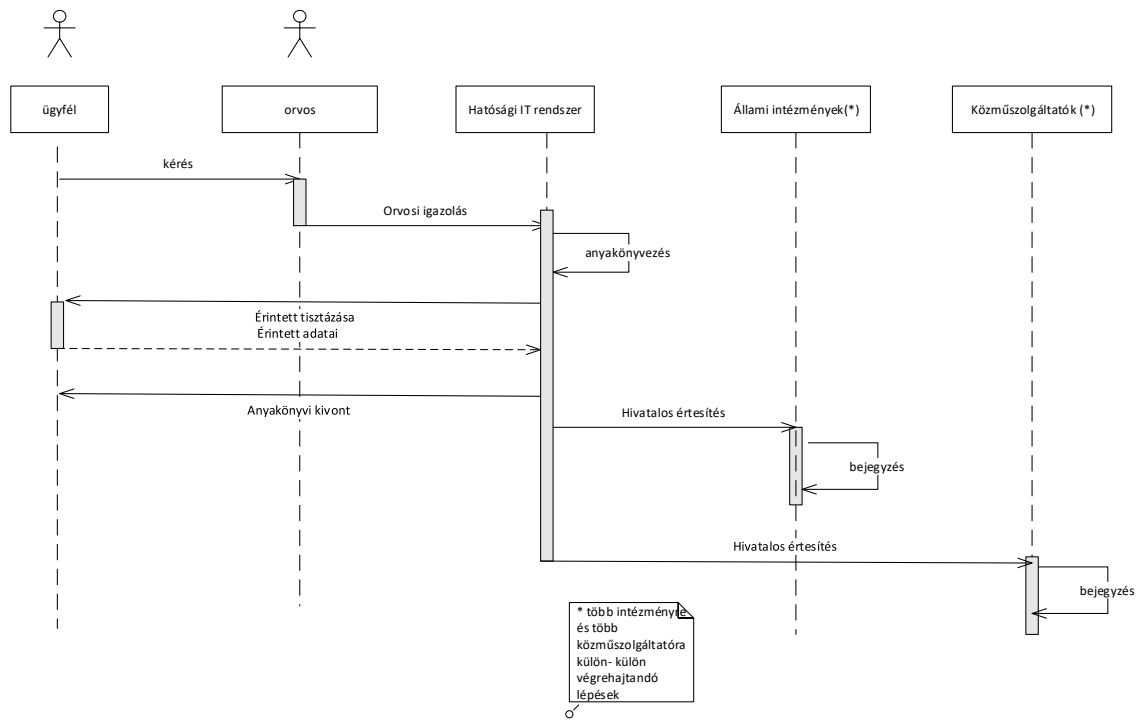 ügyfél
orvos
Hatósági IT rendszer
Állami intézmények(*)
Közműszolgáltatók (*)
kérés
Orvosi igazolás
anyakönyvezés
Érintett tisztázása
Érintett adatai
Anyakönyvi kivont
Hivatalos értesítés
bejegyzés
Hivatalos értesítés
bejegyzés
* több intézményre
és több
közműszolgáltatóra
külön- külön
végrehajtandó
lépések